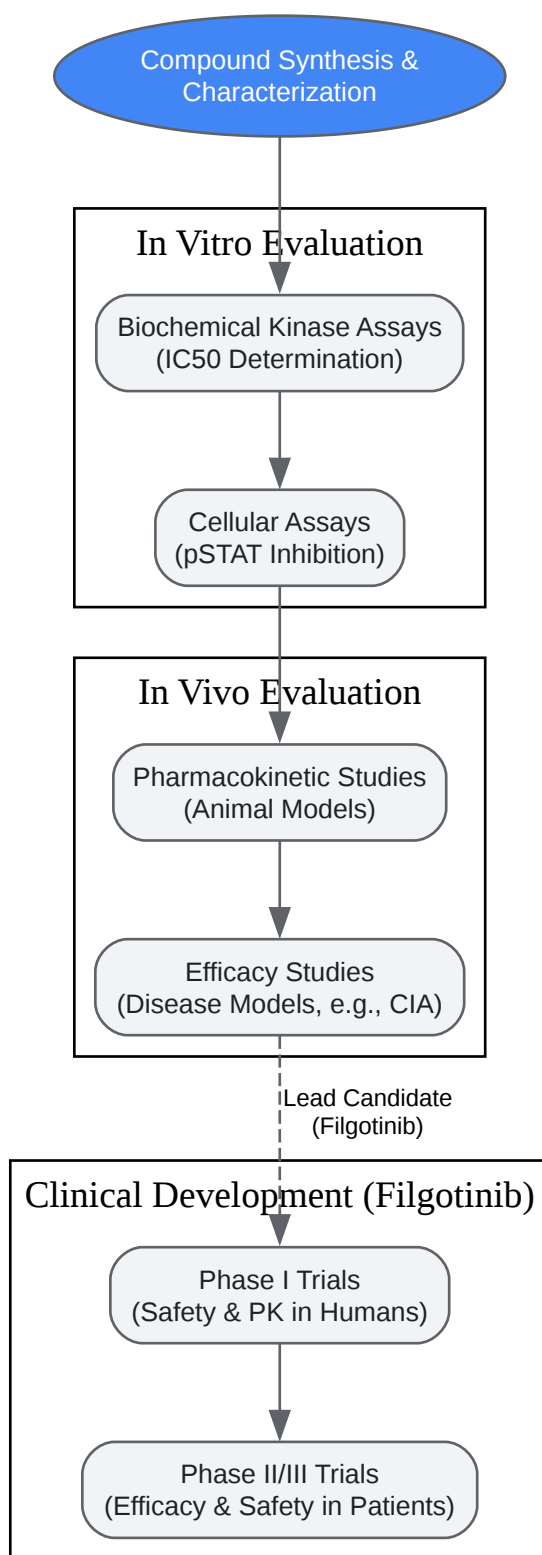 Compound Synthesis &
Characterization
In Vitro Evaluation
Biochemical Kinase Assays
(IC50 Determination)
Cellular Assays
(pSTAT Inhibition)
In Vivo Evaluation
Pharmacokinetic Studies
(Animal Models)
Efficacy Studies
(Disease Models, e.g., CIA)
Lead Candidate
(Filgotinib)
Clinical Development (Filgotinib)
Phase I Trials
(Safety & PK in Humans)
Phase II/III Trials
(Efficacy & Safety in Patients)